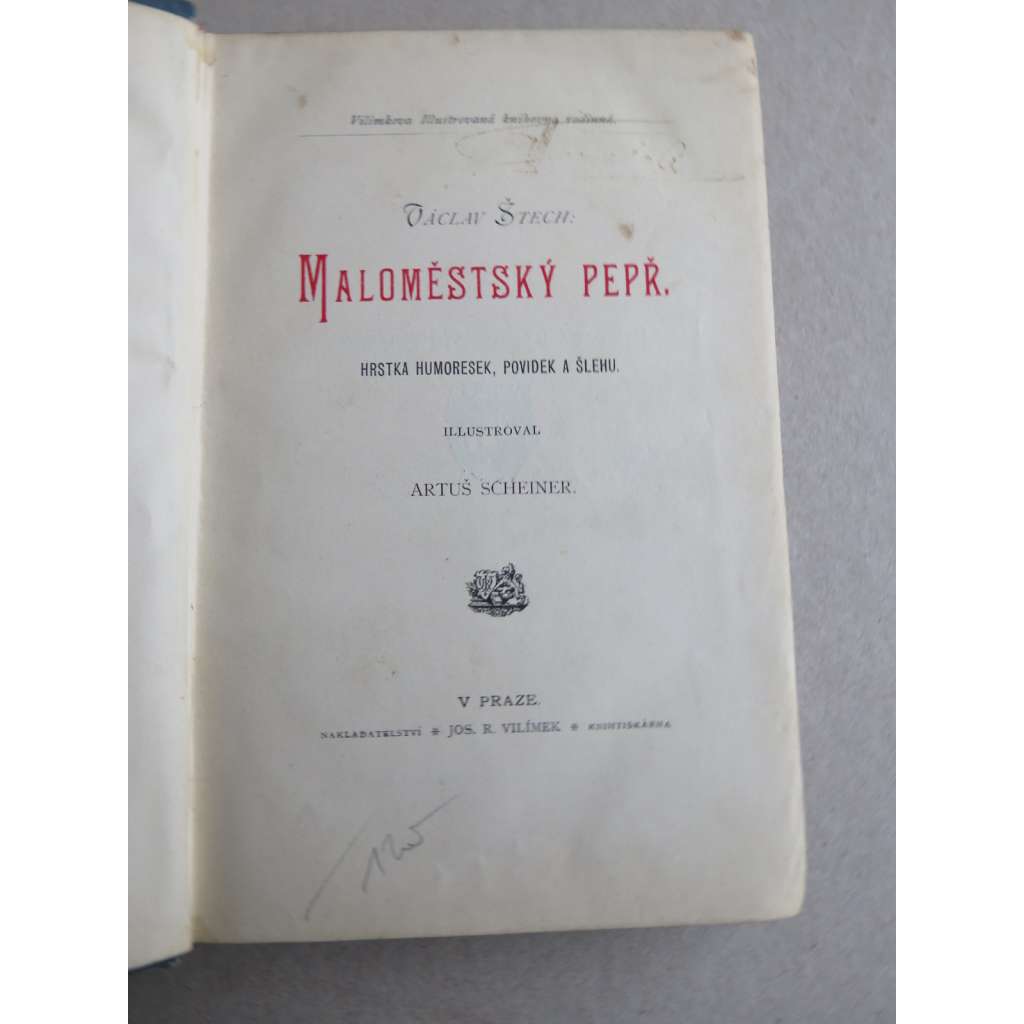 Vilímkova Illustrovaná knihovna rodinná.
Václav Štech:
Maloměstský pepř.
HRSTKA HUMORESEK, POVIDEK A ŠLEHU.
ILLUSTROVAL
ARTUŠ SCHEINER.
V PRAZE.
NAKLADATELSTVÍ * JOS. R. VILÍMEK * KNIHTISKÁRNA